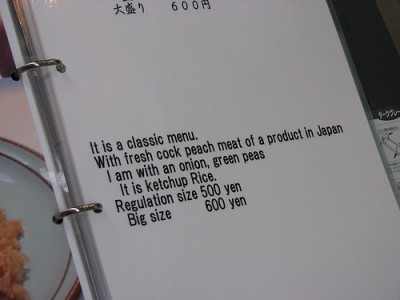 大盛り 600円
It is a classic menu.
With fresh cock peach meat of a product in Japan
I am with an onion, green peas
It is ketchup Rice.
Regulation size 500 yen
Big size 600 yen